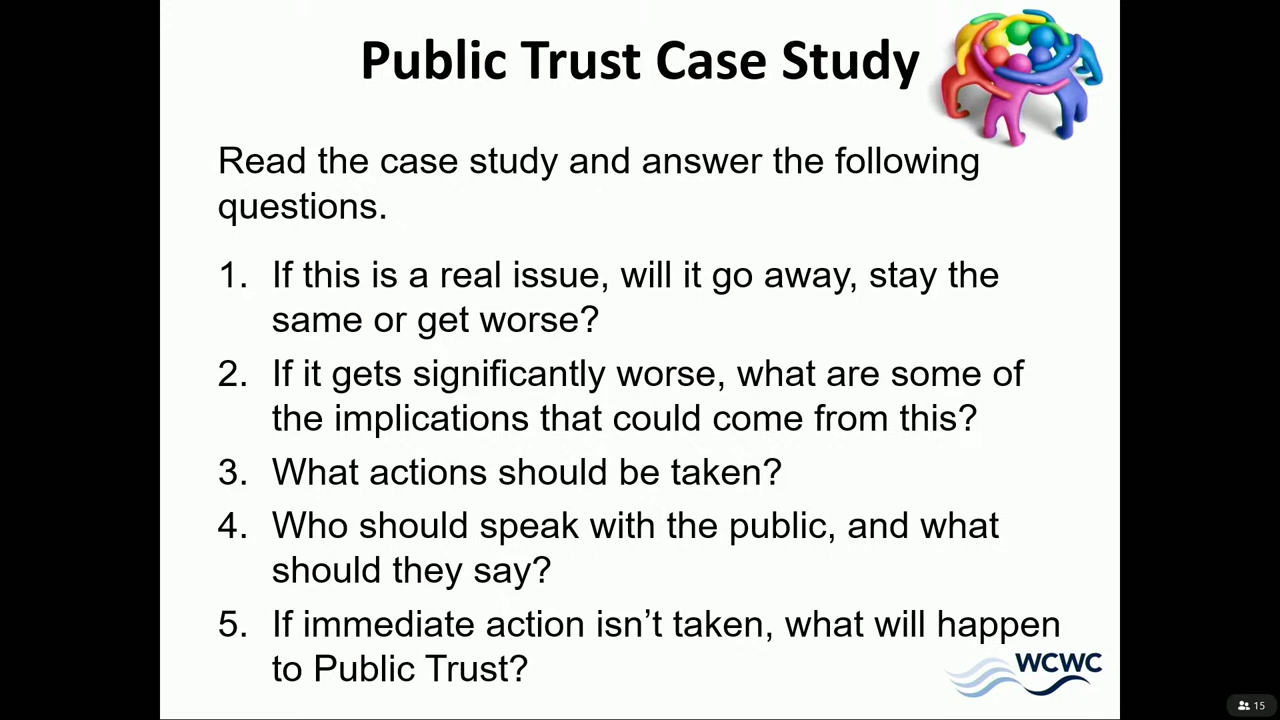 Public Trust Case Study
Read the case study and answer the following
questions.
1. If this is a real issue, will it go away, stay the
same or get worse?
2. If it gets significantly worse, what are some of
the implications that could come from this?
3. What actions should be taken?
4. Who should speak with the public, and what
should they say?
5. If immediate action isn’t taken, what will happen
to Public Trust?
WCWC
15